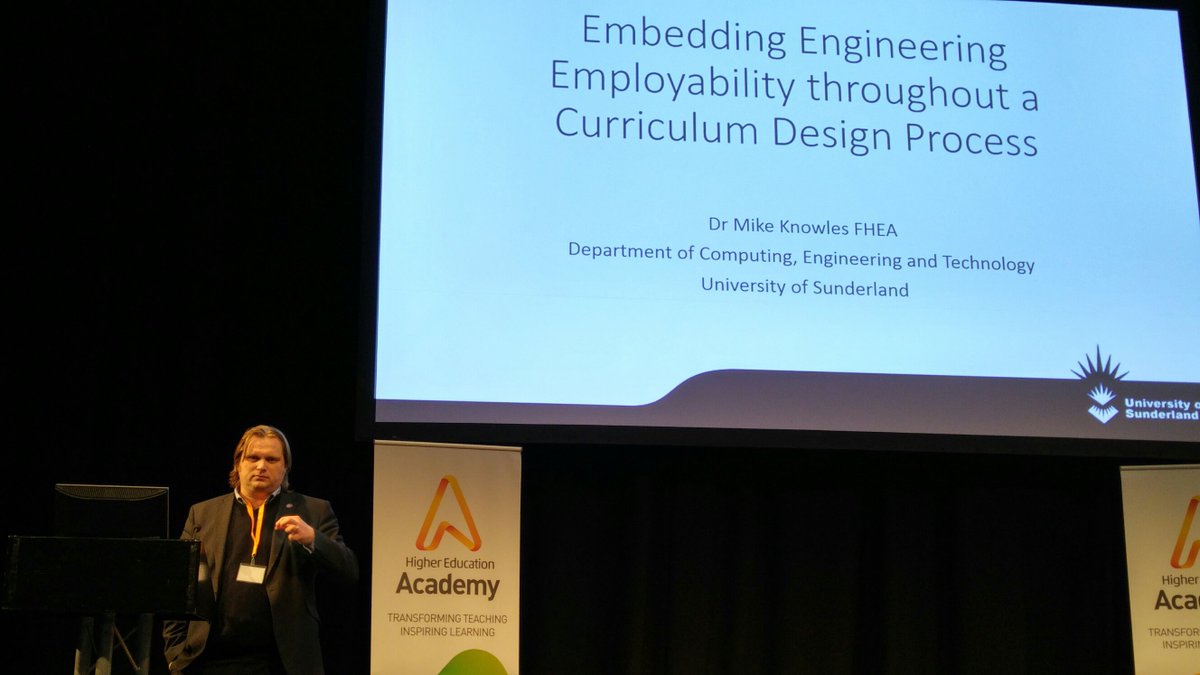 Embedding Engineering
Employability throughout a
Curriculum Design Process
Dr Mike Knowles FHEA
Department of Computing, Engineering and Technology
University of Sunderland
University of
Sunderland
Higher Education
Academy
TRANSFORMING TEACHING
INSPIRING LEARNING
Higher
Aca
TRANSFORM
INSPIRIN